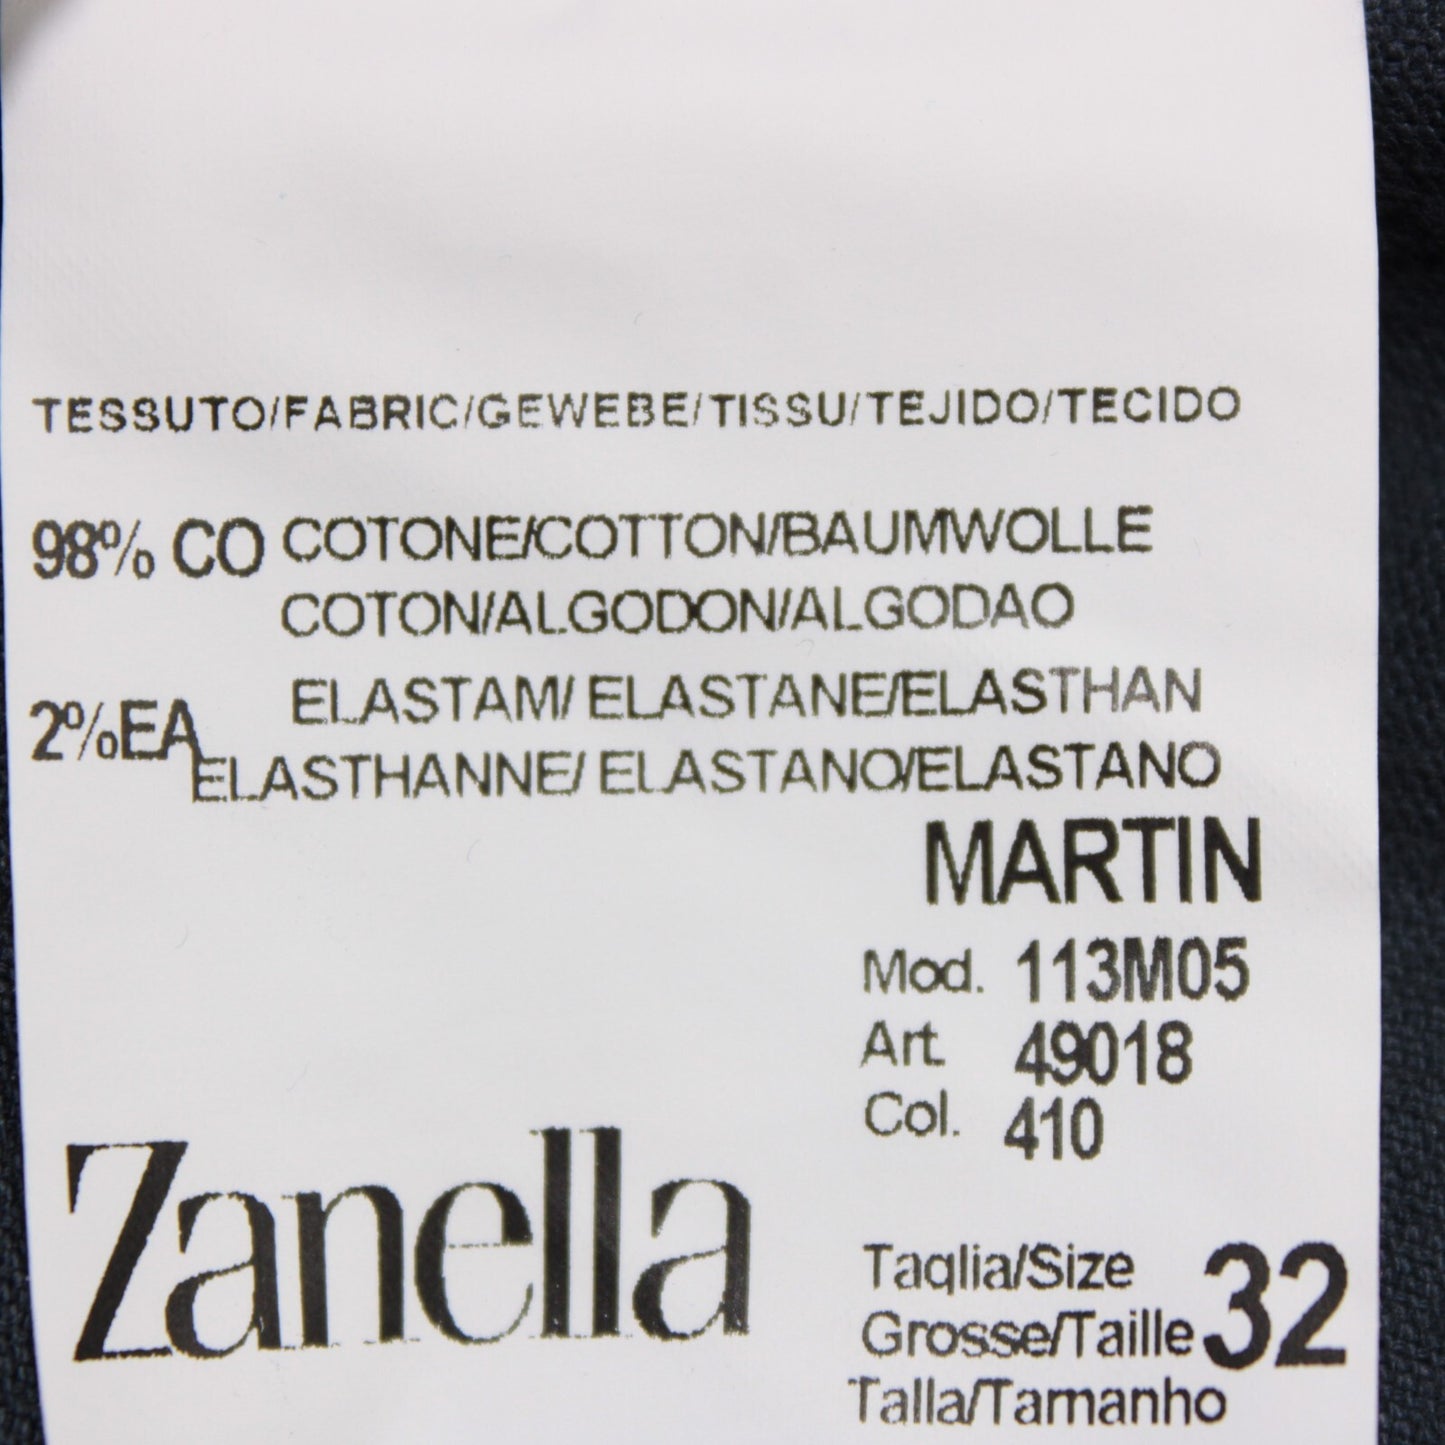 TESSUTO/FABRIC/GEWEBE/TISSU/TEJIDO/TECIDO
98% CO COTONE/COTTON/BAUMWOLLE
COTON/ALGODON/ALGODAO
2%EA ELASTAM/ ELASTANE/ELASTHAN
ELASTHANNE/ ELASTANO/ELASTANO
MARTIN
Mod. 113M05
Art. 49018
Col. 410
Zanella
Taglia/Size
Grosse/Taille 32
Talla/Tamanho